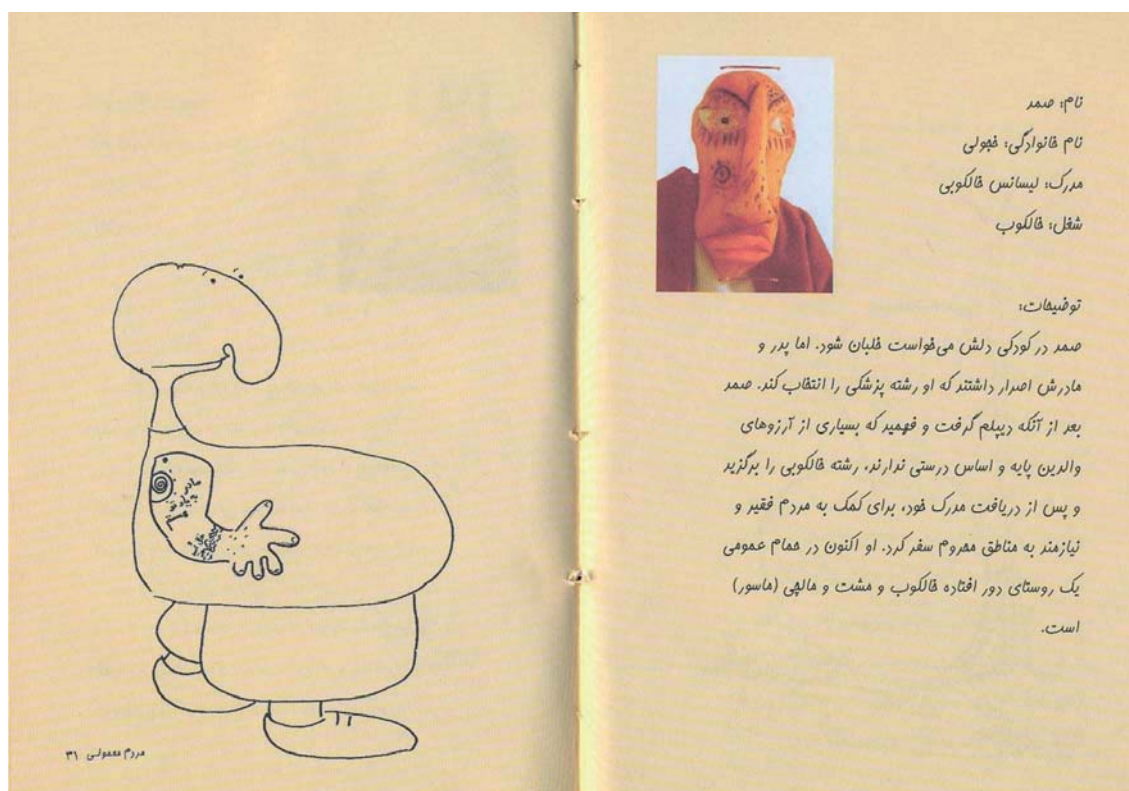 نام: صمد
نام خانوادگی: خجولی
مدرک: لیسانس خالکوبی
شغل: خالکوب
توضیحات:
صمد در کودکی دلش می‌خواست خلبان شود. اما پدر و
مادرش اصرار داشتند که او رشته پزشکی را انتخاب کند. صمد
بعد از آنکه دیپلم گرفت و فهمید که بسیاری از آرزوهای
والدین پایه و اساس درستی ندارند، رشته خالکوبی را برگزید
و پس از دریافت مدرک خود، برای کمک به مردم فقیر و
نیازمند به مناطق محروم سفر کرد. او اکنون در حمام عمومی
یک روستای دور افتاده خالکوب و مشت و مالچی (ماسور)
است.
مادر
مردم معمولی ۳۱